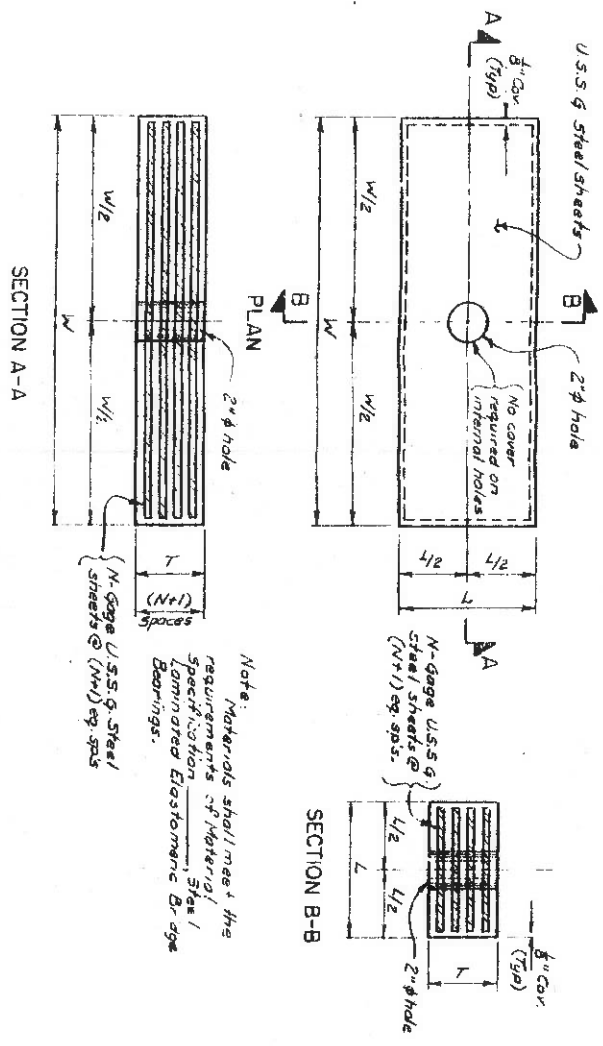 U.S.S.G Steel sheets
1/8" Cov.
(Typ)
A
A
B
B
2"φ hole
No cover
required on
internal holes
W/2
W/2
W
L/2
L/2
L
PLAN
2"φ hole
W/2
W/2
W
T
(N+1)
spaces
N-Gage U.S.S.G. Steel
sheets @ (N+1) eq. sp's
SECTION A-A
N-Gage U.S.S.G.
steel sheets @
(N+1) eq. sp's.
L/2
L/2
L
T
1/8" Cov.
(Typ)
2"φ hole
SECTION B-B
Note:
Materials shall meet the
requirements of Material
Specification ______, Steel
Laminated Elastomeric Bridge
Bearings.